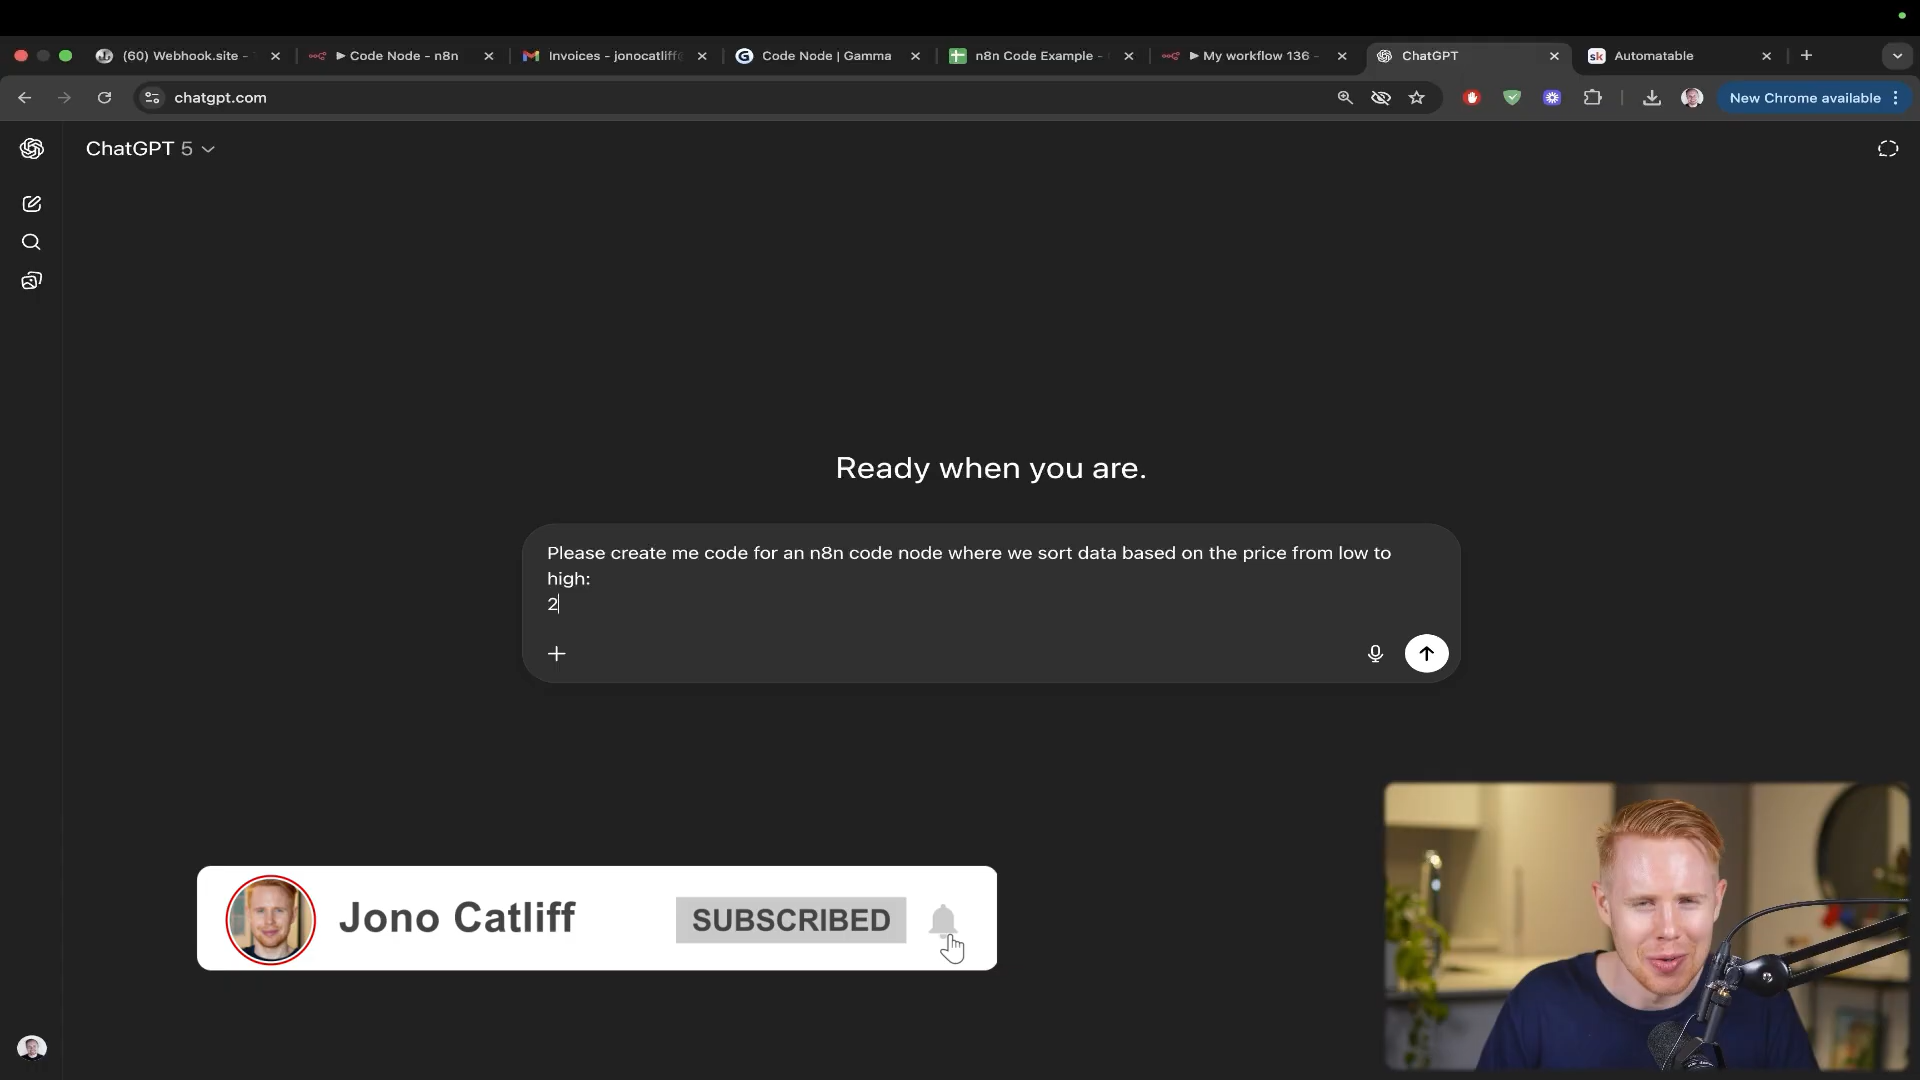 (60) Webhook.site -
Code Node - n8n
Invoices - jonocatliff@
Code Node | Gamma
n8n Code Example -
My workflow 136 -
ChatGPT
Automatable
chatgpt.com
New Chrome available
ChatGPT 5
Ready when you are.
Please create me code for an n8n code node where we sort data based on the price from low to
high:
2
Jono Catliff
SUBSCRIBED